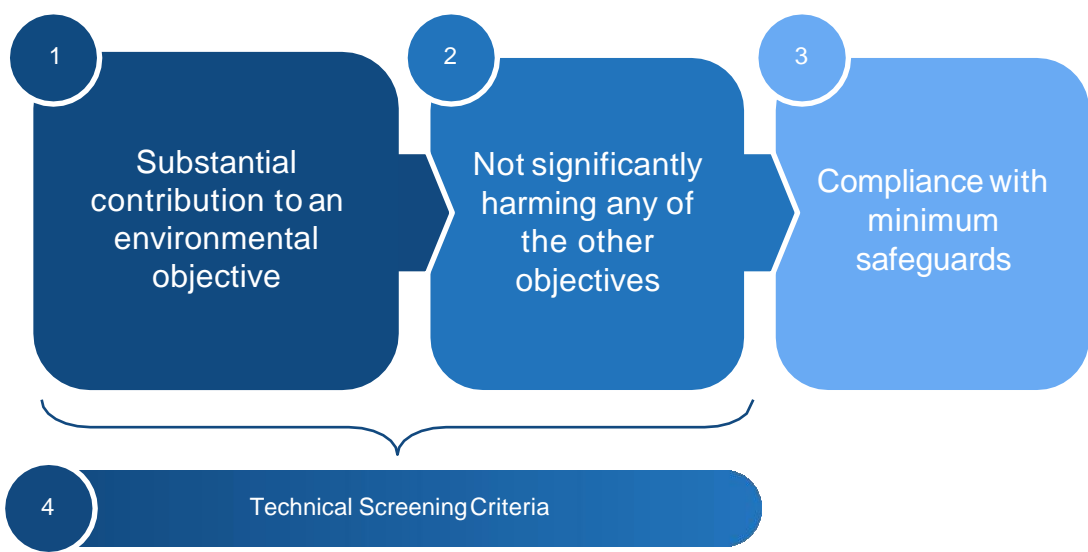 1
Substantial
contribution to an
environmental
objective
2
Not significantly
harming any of
the other
objectives
3
Compliance with
minimum
safeguards
4
Technical Screening Criteria